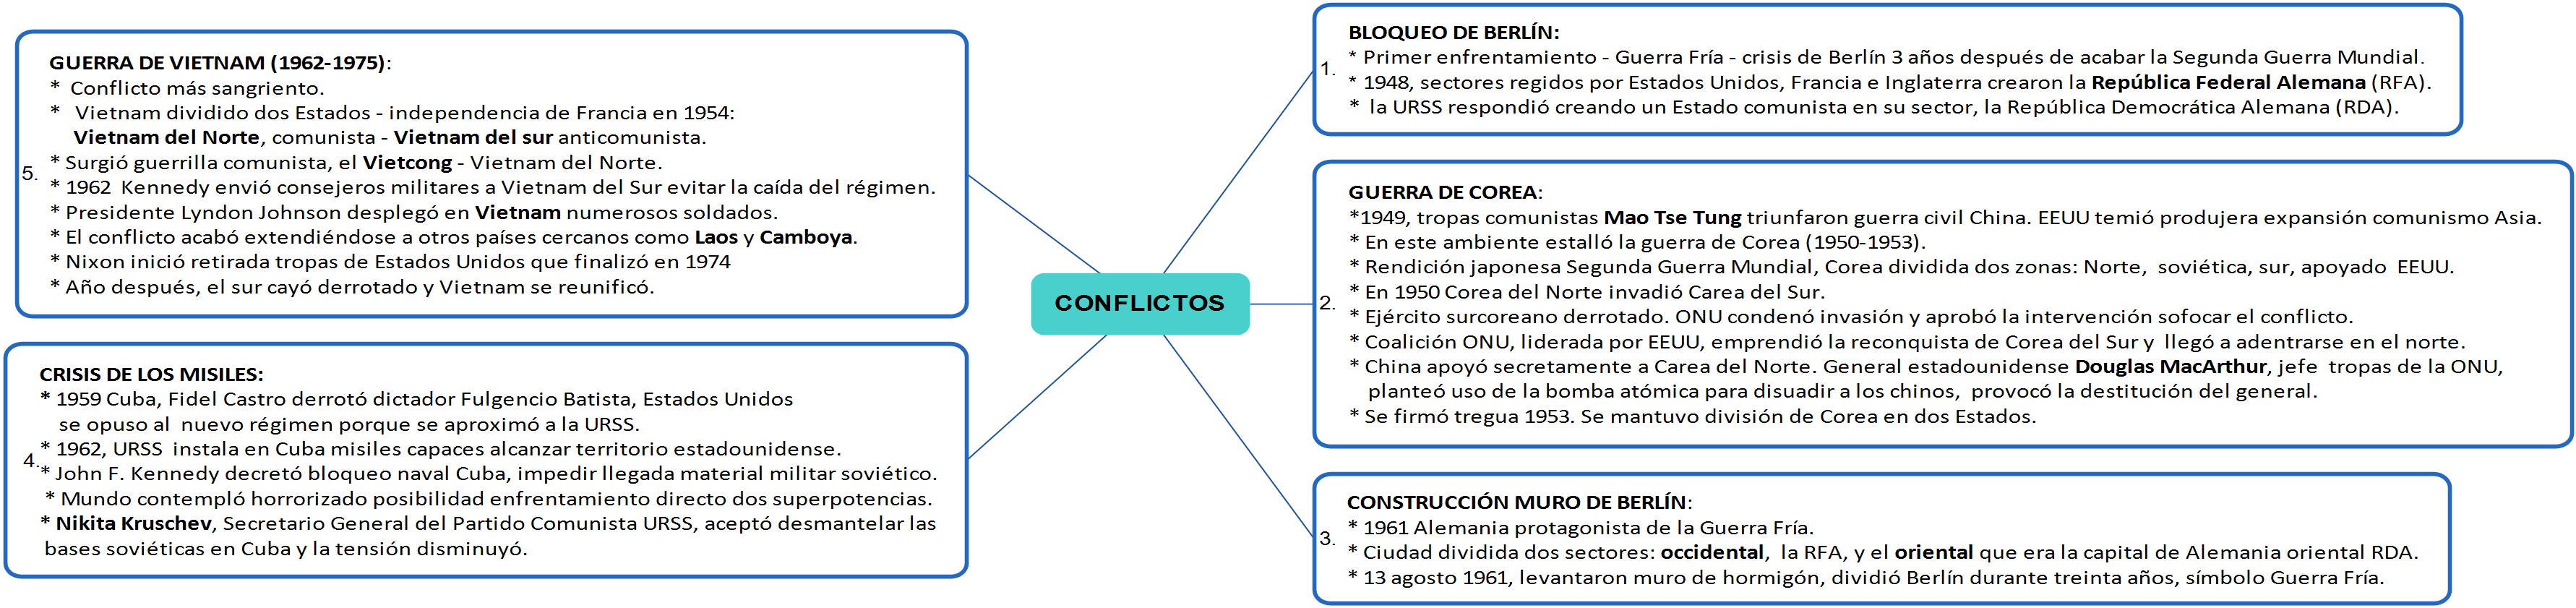 CONFLICTOS
1.
BLOQUEO DE BERLÍN:
* Primer enfrentamiento - Guerra Fría - crisis de Berlín 3 años después de acabar la Segunda Guerra Mundial.
* 1948, sectores regidos por Estados Unidos, Francia e Inglaterra crearon la República Federal Alemana (RFA).
* la URSS respondió creando un Estado comunista en su sector, la República Democrática Alemana (RDA).
2.
GUERRA DE COREA:
*1949, tropas comunistas Mao Tse Tung triunfaron guerra civil China. EEUU temió produjera expansión comunismo Asia.
* En este ambiente estalló la guerra de Corea (1950-1953).
* Rendición japonesa Segunda Guerra Mundial, Corea dividida dos zonas: Norte, soviética, sur, apoyado EEUU.
* En 1950 Corea del Norte invadió Carea del Sur.
* Ejército surcoreano derrotado. ONU condenó invasión y aprobó la intervención sofocar el conflicto.
* Coalición ONU, liderada por EEUU, emprendió la reconquista de Corea del Sur y llegó a adentrarse en el norte.
* China apoyó secretamente a Carea del Norte. General estadounidense Douglas MacArthur, jefe tropas de la ONU,
planteó uso de la bomba atómica para disuadir a los chinos, provocó la destitución del general.
* Se firmó tregua 1953. Se mantuvo división de Corea en dos Estados.
3.
CONSTRUCCIÓN MURO DE BERLÍN:
* 1961 Alemania protagonista de la Guerra Fría.
* Ciudad dividida dos sectores: occidental, la RFA, y el oriental que era la capital de Alemania oriental RDA.
* 13 agosto 1961, levantaron muro de hormigón, dividió Berlín durante treinta años, símbolo Guerra Fría.
4.
CRISIS DE LOS MISILES:
* 1959 Cuba, Fidel Castro derrotó dictador Fulgencio Batista, Estados Unidos
se opuso al nuevo régimen porque se aproximó a la URSS.
* 1962, URSS instala en Cuba misiles capaces alcanzar territorio estadounidense.
* John F. Kennedy decretó bloqueo naval Cuba, impedir llegada material militar soviético.
* Mundo contempló horrorizado posibilidad enfrentamiento directo dos superpotencias.
* Nikita Kruschev, Secretario General del Partido Comunista URSS, aceptó desmantelar las
bases soviéticas en Cuba y la tensión disminuyó.
5.
GUERRA DE VIETNAM (1962-1975):
* Conflicto más sangriento.
* Vietnam dividido dos Estados - independencia de Francia en 1954:
Vietnam del Norte, comunista - Vietnam del sur anticomunista.
* Surgió guerrilla comunista, el Vietcong - Vietnam del Norte.
* 1962 Kennedy envió consejeros militares a Vietnam del Sur evitar la caída del régimen.
* Presidente Lyndon Johnson desplegó en Vietnam numerosos soldados.
* El conflicto acabó extendiéndose a otros países cercanos como Laos y Camboya.
* Nixon inició retirada tropas de Estados Unidos que finalizó en 1974
* Año después, el sur cayó derrotado y Vietnam se reunificó.